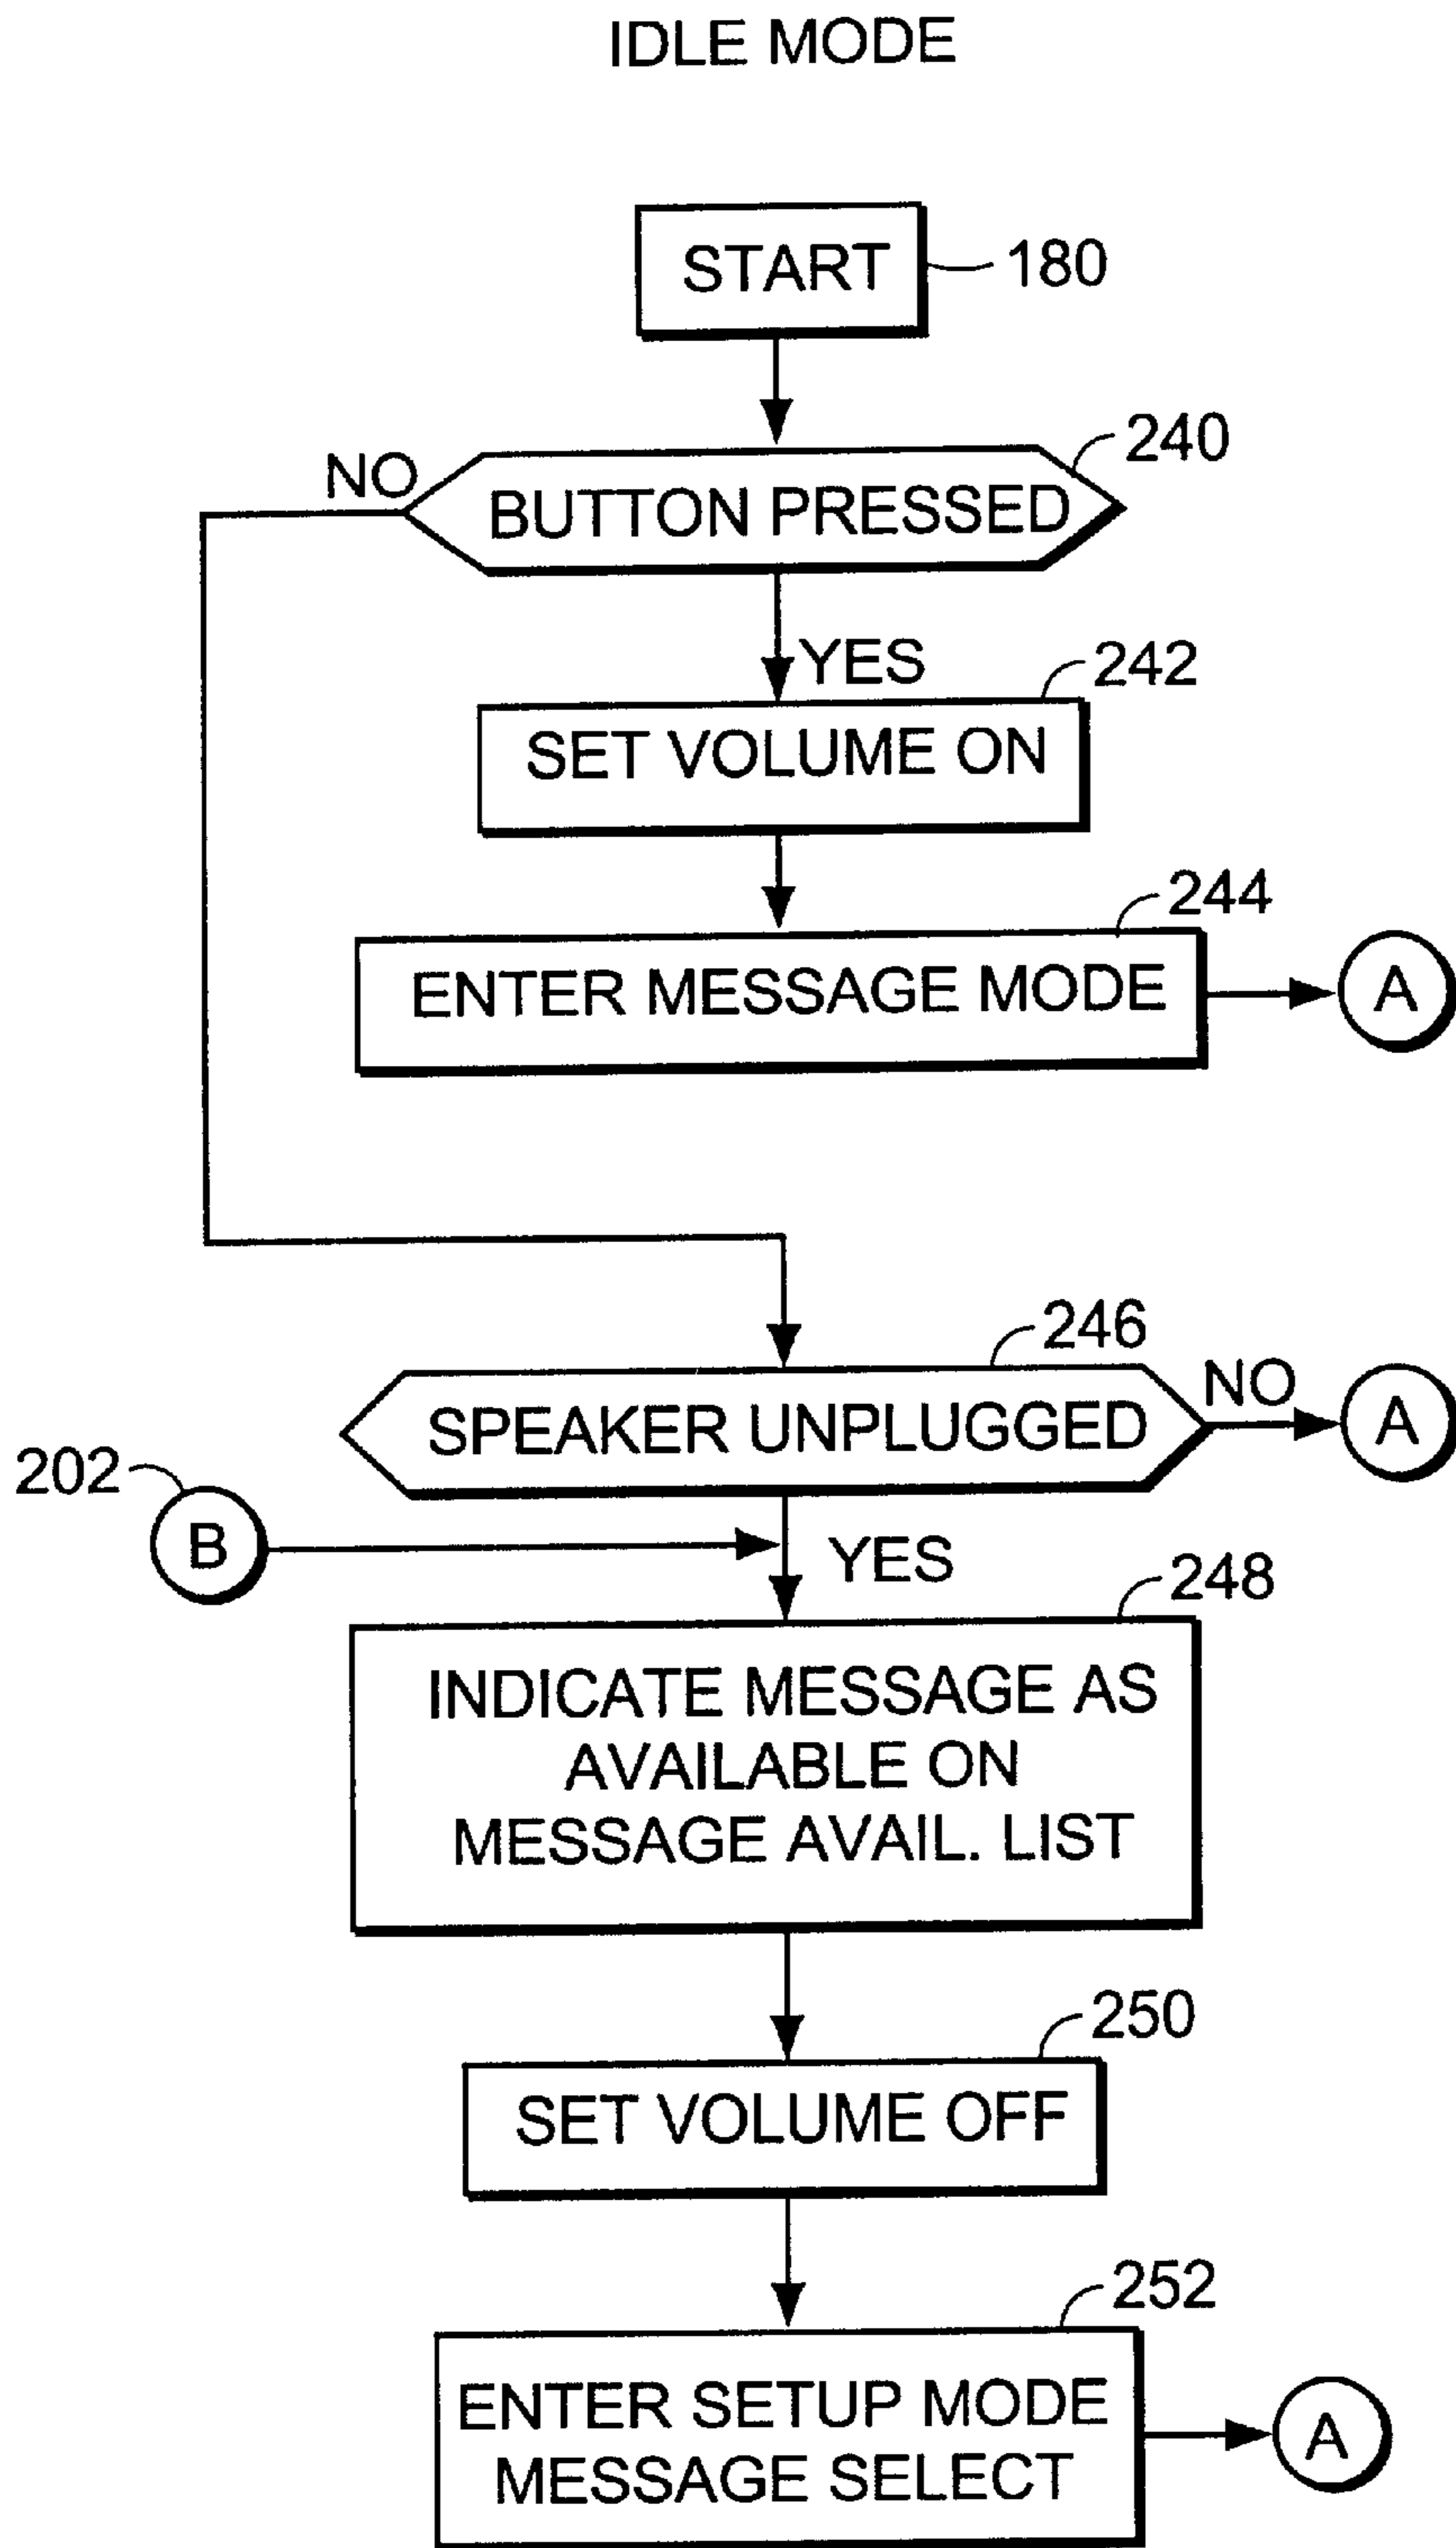 IDLE MODE
START
180
240
NO
BUTTON PRESSED
YES
242
SET VOLUME ON
244
ENTER MESSAGE MODE
A
246
NO
SPEAKER UNPLUGGED
A
202
B
YES
248
INDICATE MESSAGE AS
AVAILABLE ON
MESSAGE AVAIL. LIST
250
SET VOLUME OFF
252
ENTER SETUP MODE
MESSAGE SELECT
A